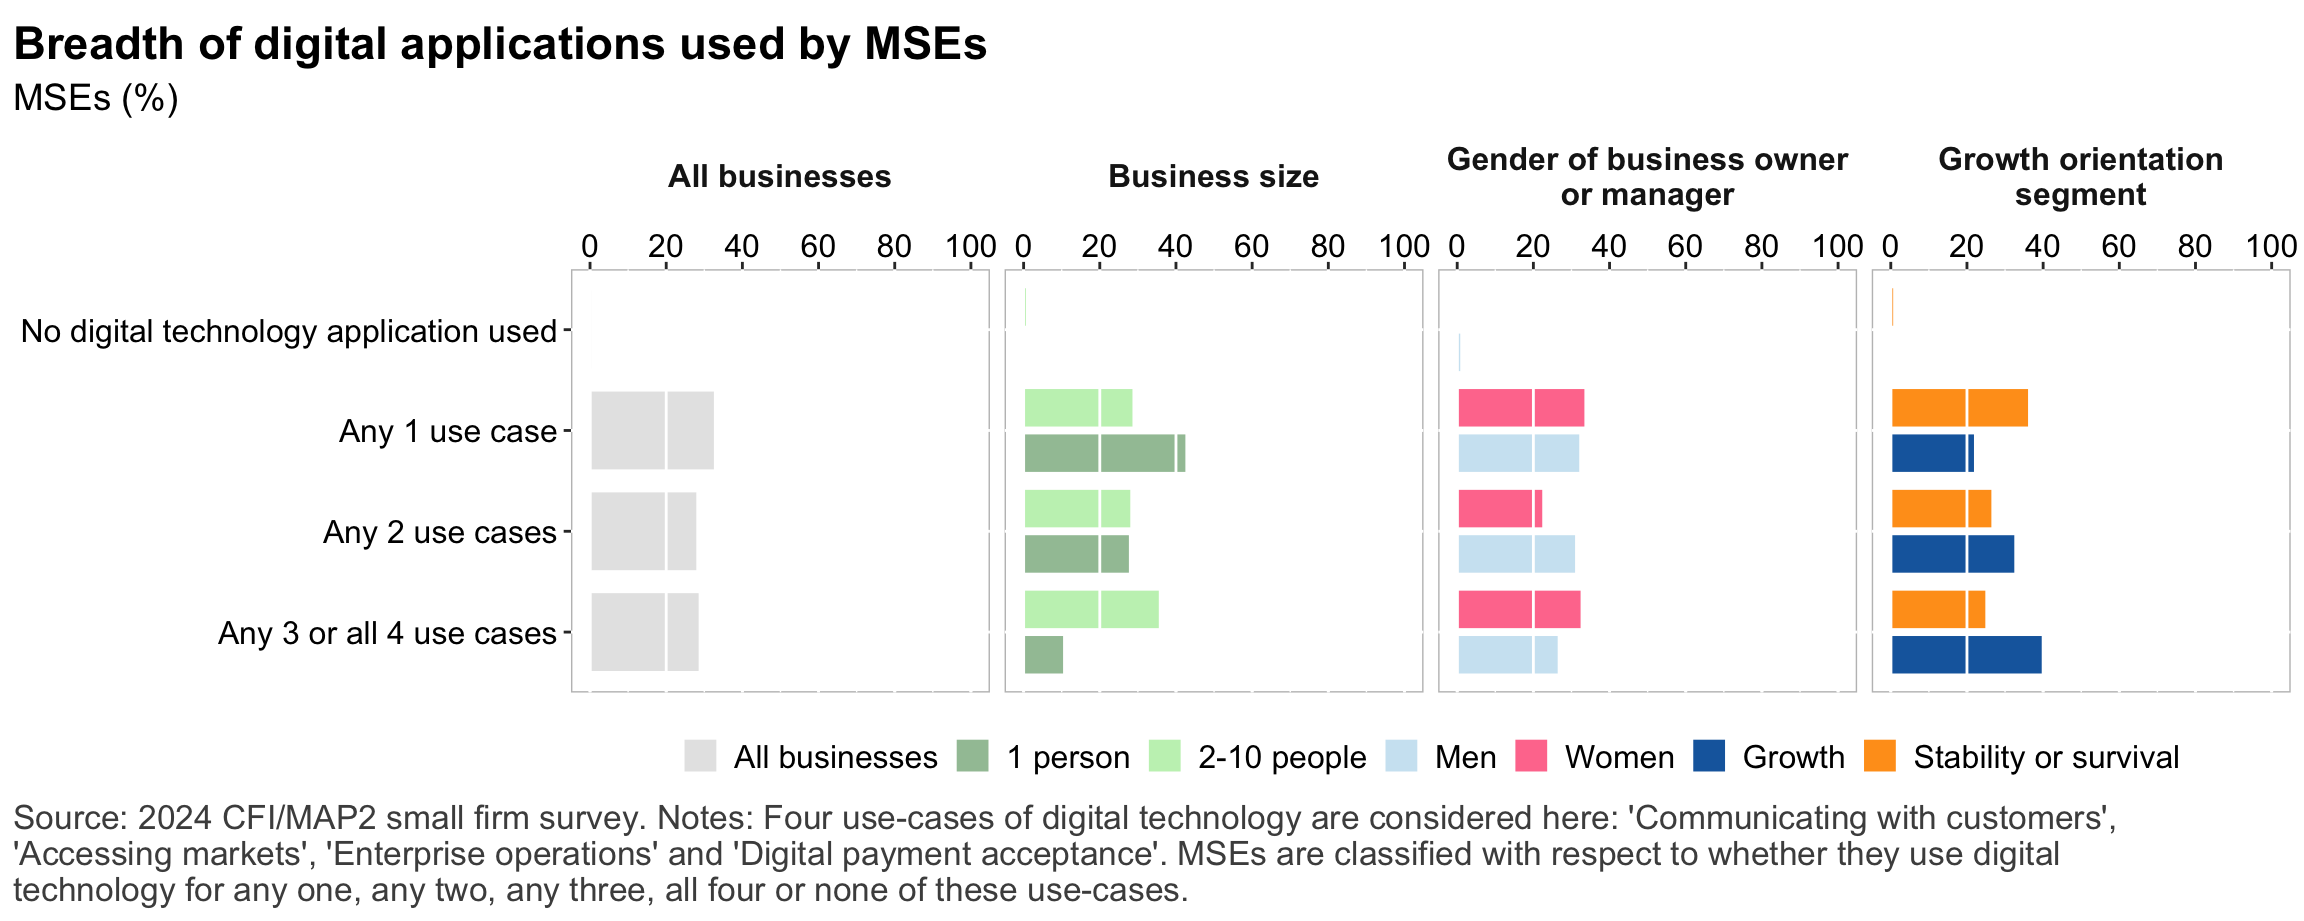 Breadth of digital applications used by MSEs
MSEs (%)
All businesses
Business size
Gender of business owner
or manager
Growth orientation
segment
0 20 40 60 80 100 0 20 40 60 80 100 0 20 40 60 80 100 0 20 40 60 80 100
No digital technology application used
Any 1 use case
Any 2 use cases
Any 3 or all 4 use cases
All businesses 1 person 2-10 people Men Women Growth Stability or survival
Source: 2024 CFI/MAP2 small firm survey. Notes: Four use-cases of digital technology are considered here: 'Communicating with customers',
'Accessing markets', 'Enterprise operations' and 'Digital payment acceptance'. MSEs are classified with respect to whether they use digital
technology for any one, any two, any three, all four or none of these use-cases.